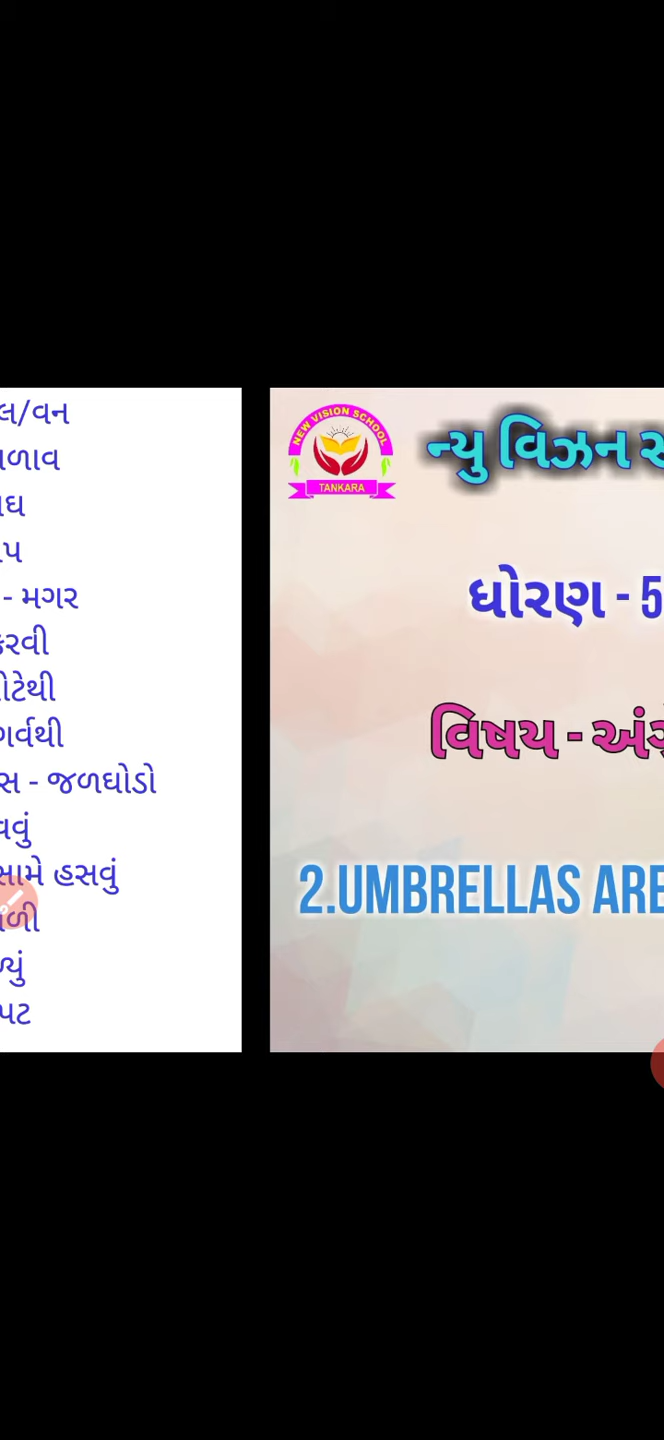 લ/વન
ળાવ
ઘ
પ
- મગર
કરવી
ોટેથી
ગર્વથી
સ - જળઘોડો
વવું
સામે હસવું
ળી
યું
પટ
NEW VISION SCHOOL
TANKARA
ન્યુ વિઝન
ધોરણ - 5
વિષય - અંગ્
2.UMBRELLAS ARE